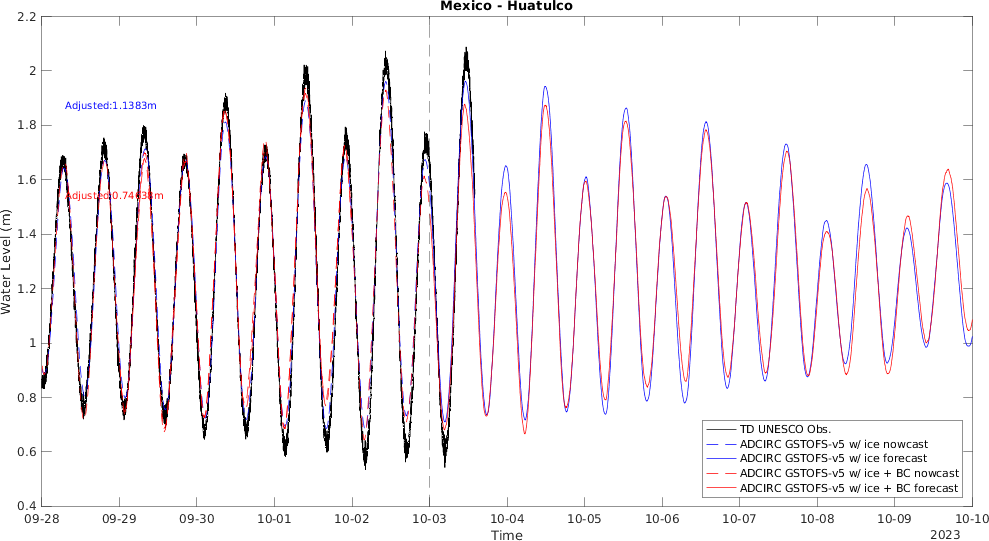 Mexico - Huatulco
2.2
2
1.8
1.6
1.4
1.2
1
0.8
0.6
0.4
Water Level (m)
Adjusted:1.1383m
TD UNESCO Obs.
ADCIRC GSTOFS-v5 w/ ice nowcast
ADCIRC GSTOFS-v5 w/ ice forecast
ADCIRC GSTOFS-v5 w/ ice + BC nowcast
ADCIRC GSTOFS-v5 w/ ice + BC forecast
09-28 09-29 09-30 10-01 10-02 10-03 10-04 10-05 10-06 10-07 10-08 10-09 10-10
Time
2023